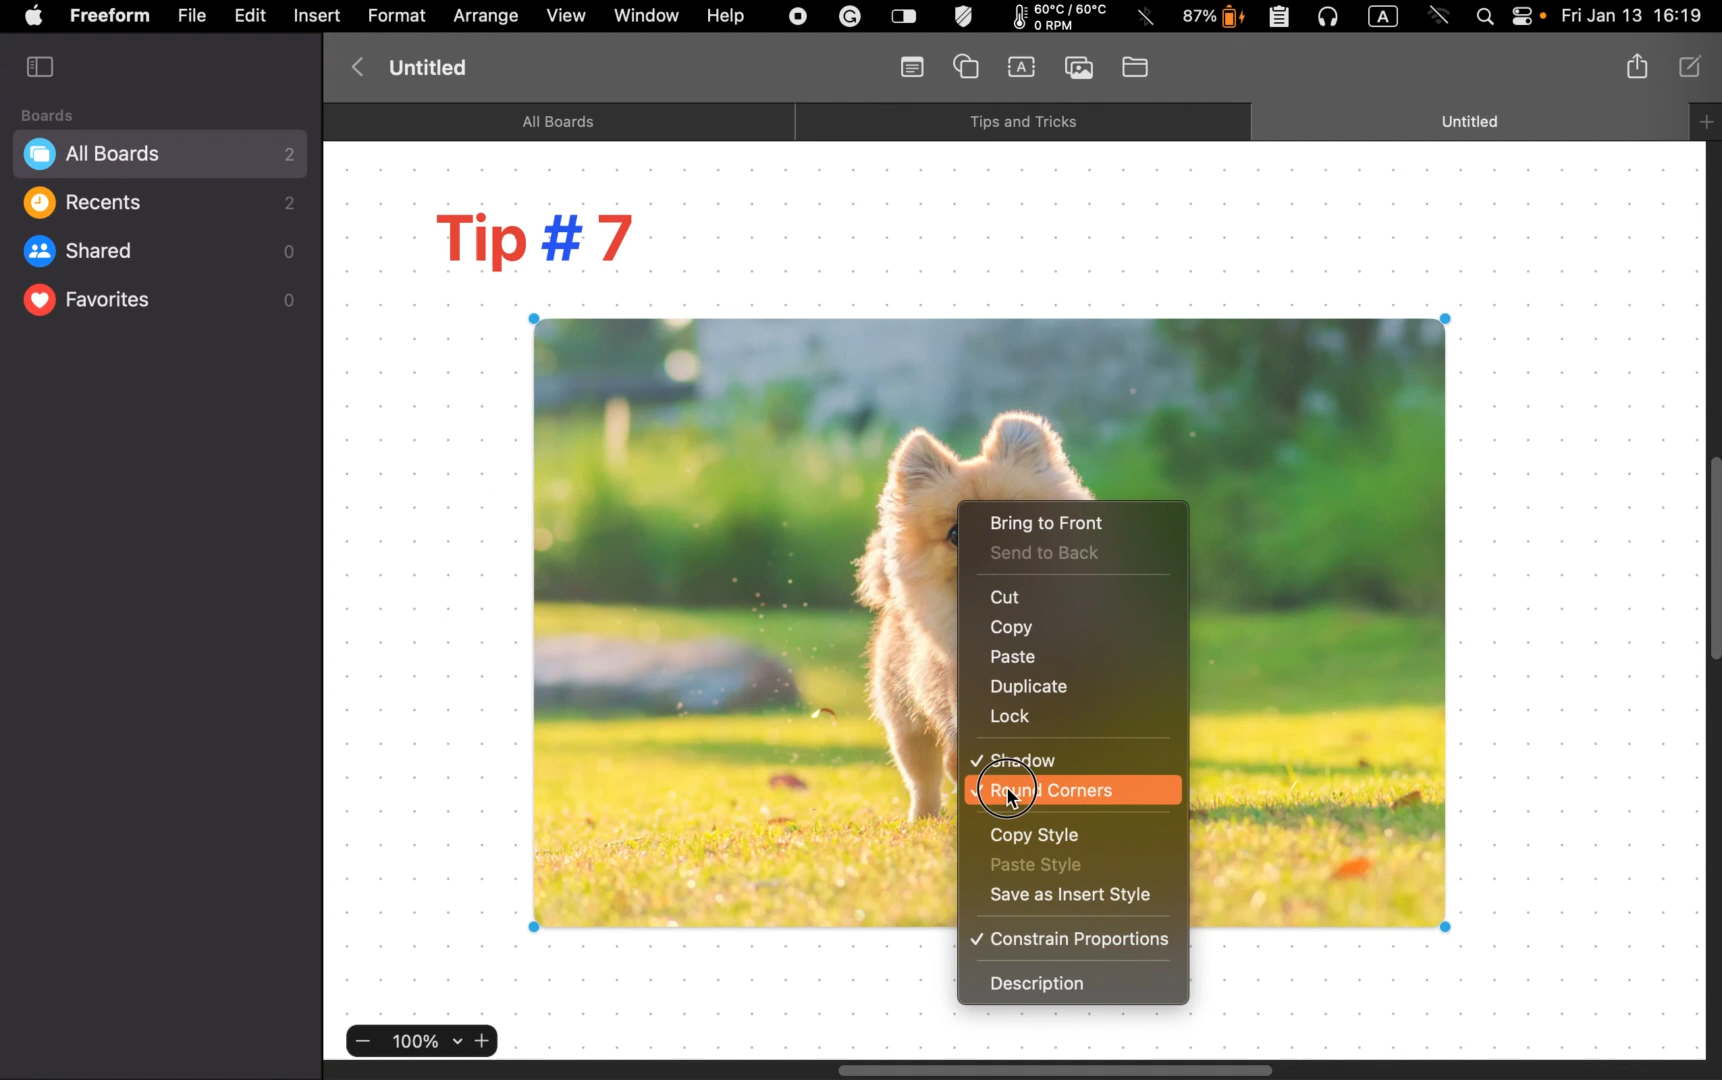 Freeform File Edit Insert Format Arrange View Window Help 60°C / 60°C 87% A Fri Jan 13 16:19
0 RPM
Untitled A
Boards
All Boards Tips and Tricks Untitled
All Boards 2
Recents 2
Shared 0
Favorites 0
Tip # 7
Bring to Front
Send to Back
Cut
Copy
Paste
Duplicate
Lock
Shadow
Round Corners
Copy Style
Paste Style
Save as Insert Style
Constrain Proportions
Description
100%